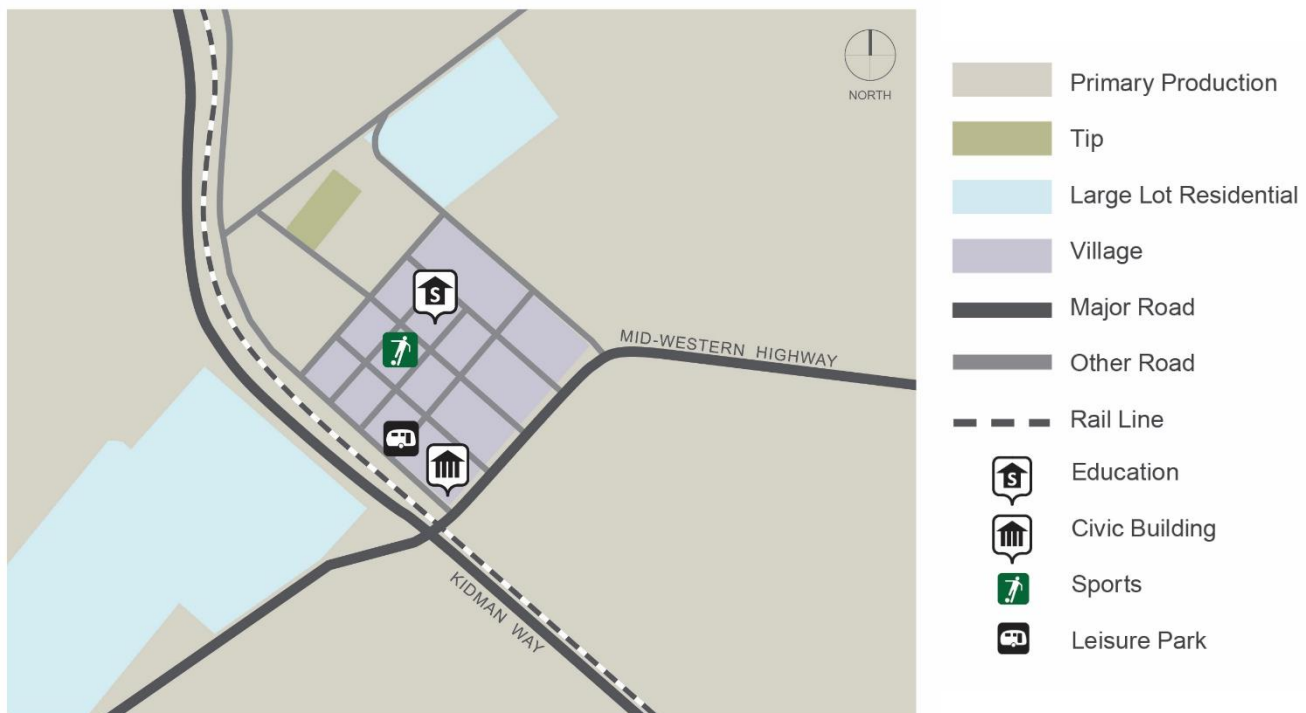 NORTH
MID-WESTERN HIGHWAY
KIDMAN WAY
Primary Production
Tip
Large Lot Residential
Village
Major Road
Other Road
Rail Line
S
Education
Civic Building
Sports
Leisure Park
S